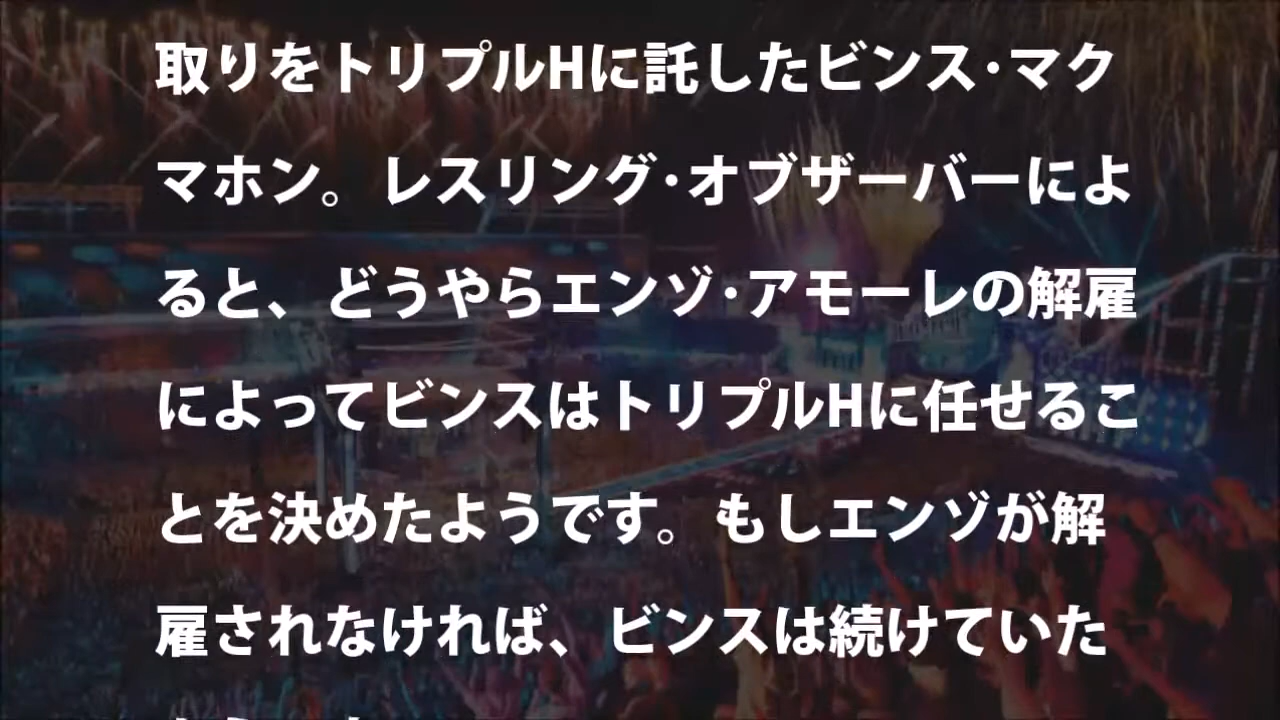 取りをトリプルHに託したビンス・マク
マホン。レスリング・オブザーバーによ
ると、どうやらエンゾ・アモーレの解雇
によってビンスはトリプルHに任せるこ
とを決めたようです。もしエンゾが解
雇されなければ、ビンスは続けていた